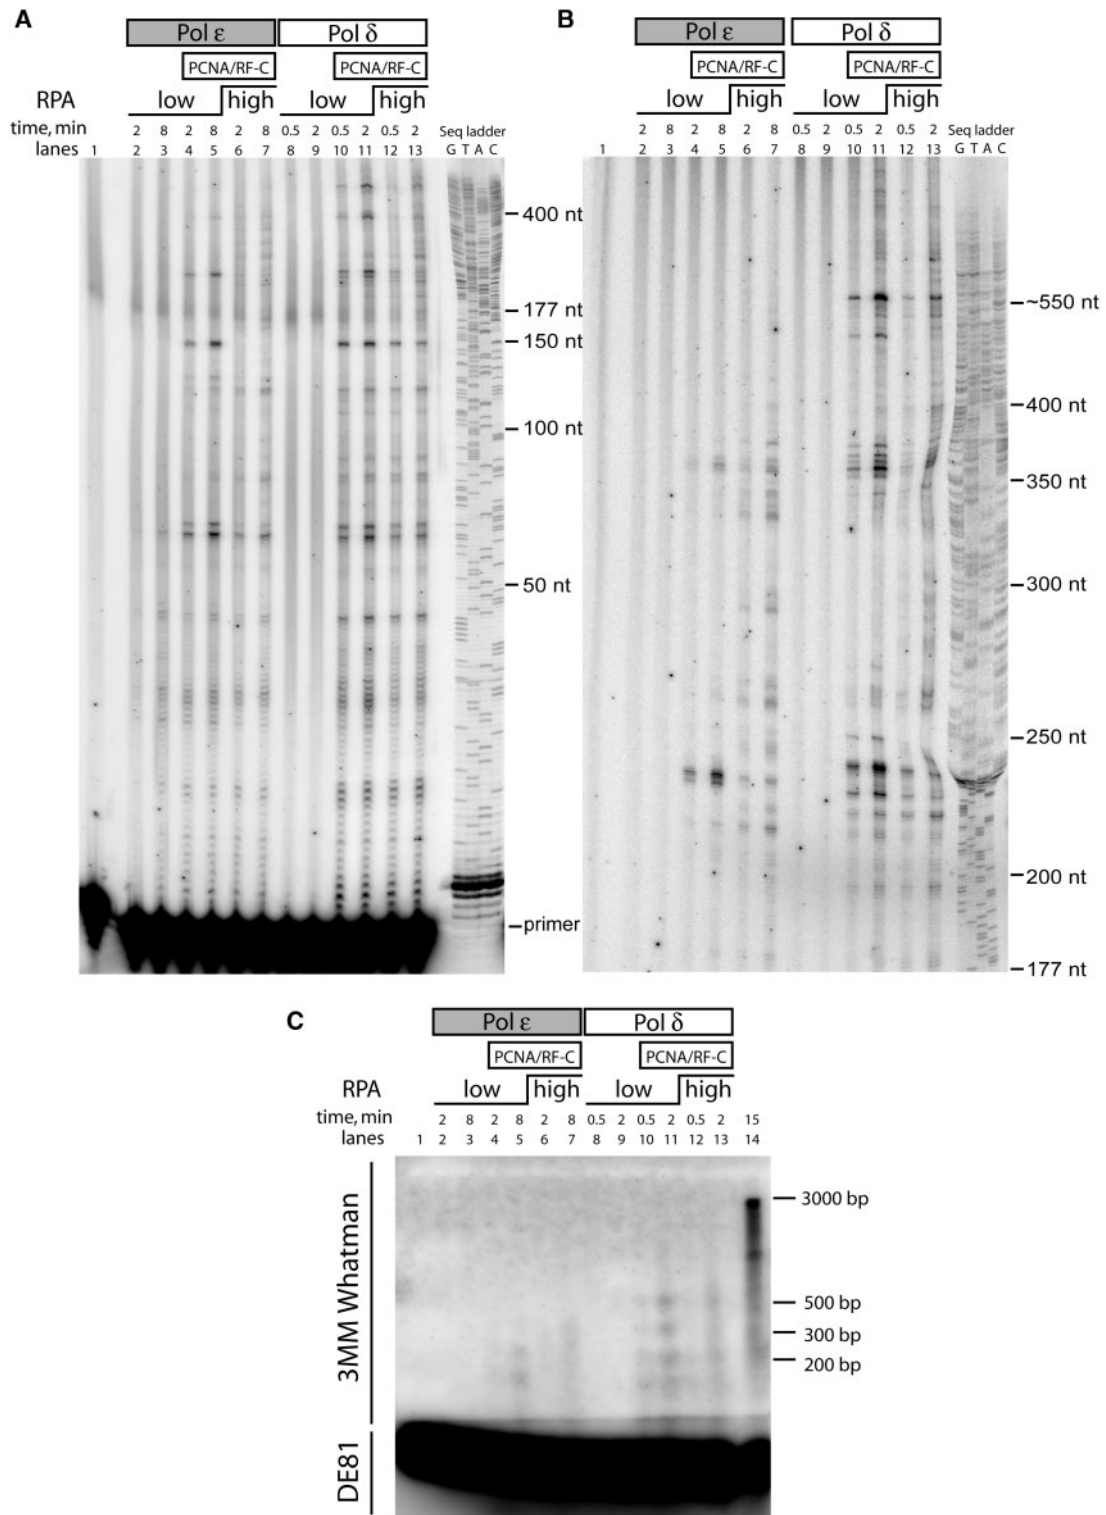 A
Pol ε Pol δ
PCNA/RF-C PCNA/RF-C
RPA low high low high
time, min 2 8 2 8 2 8 0.5 2 0.5 2 0.5 2 Seq ladder
lanes 1 2 3 4 5 6 7 8 9 10 11 12 13 G T A C
400 nt
177 nt
150 nt
100 nt
50 nt
primer
B
Pol ε Pol δ
PCNA/RF-C PCNA/RF-C
low high low high
2 8 2 8 2 8 0.5 2 0.5 2 0.5 2 Seq ladder
1 2 3 4 5 6 7 8 9 10 11 12 13 G T A C
~550 nt
400 nt
350 nt
300 nt
250 nt
200 nt
177 nt
C
Pol ε Pol δ
PCNA/RF-C PCNA/RF-C
RPA low high low high
time, min 2 8 2 8 2 8 0.5 2 0.5 2 0.5 2 15
lanes 1 2 3 4 5 6 7 8 9 10 11 12 13 14
3MM Whatman
3000 bp
500 bp
300 bp
200 bp
DE81